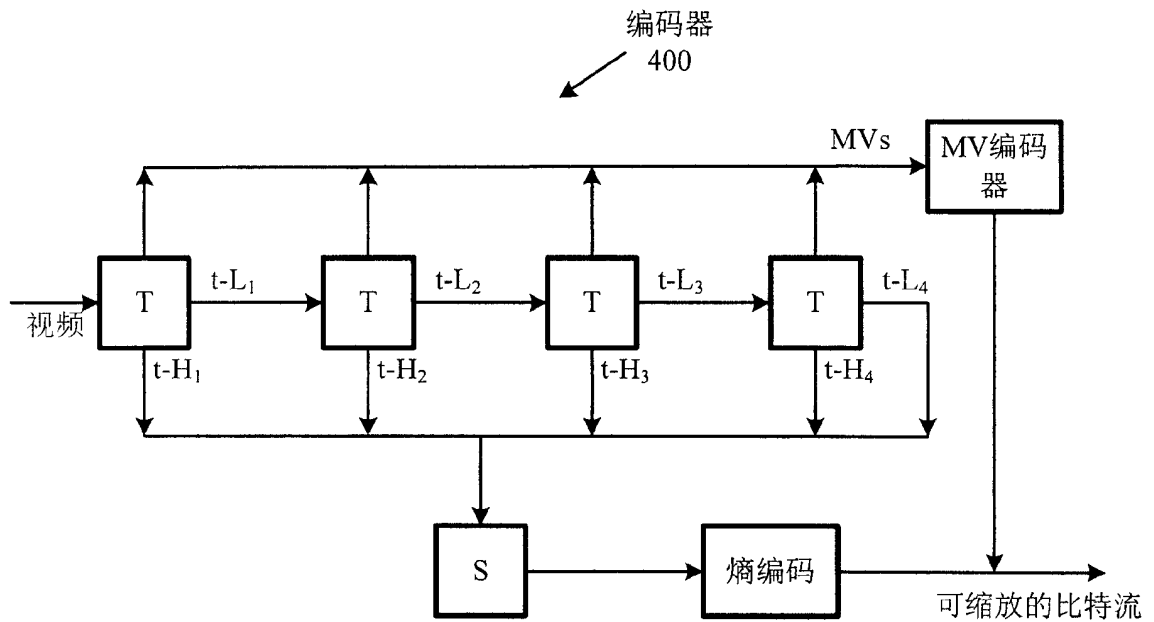 编码器
400
MVs
MV编码
器
T
t-L₁
T
t-L₂
T
t-L₃
T
t-L₄
视频
t-H₁
t-H₂
t-H₃
t-H₄
S
熵编码
可缩放的比特流